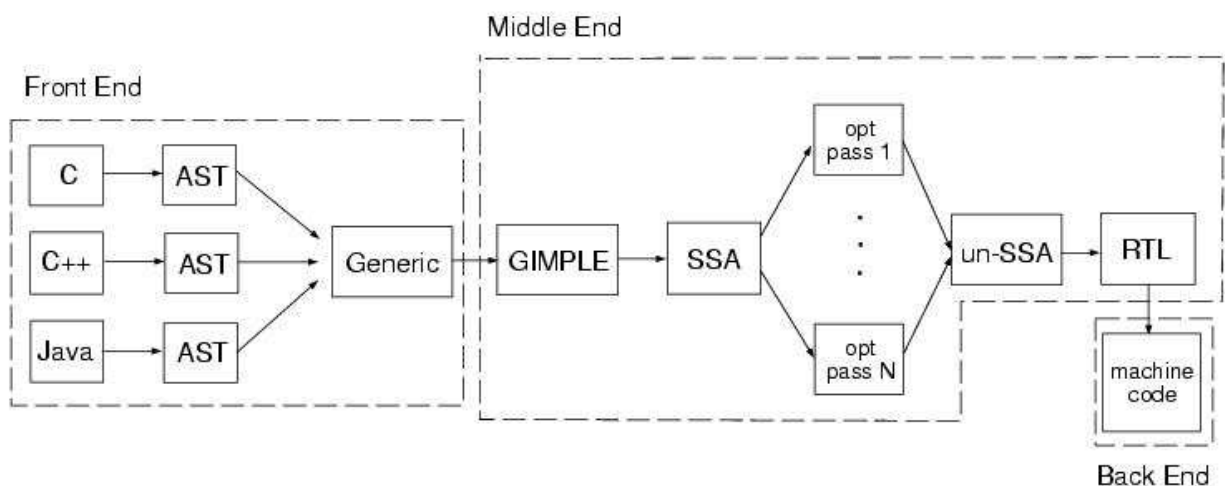 Middle End
Front End
C
AST
C++
AST
Java
AST
Generic
GIMPLE
SSA
opt
pass 1
opt
pass N
un-SSA
RTL
machine
code
Back End